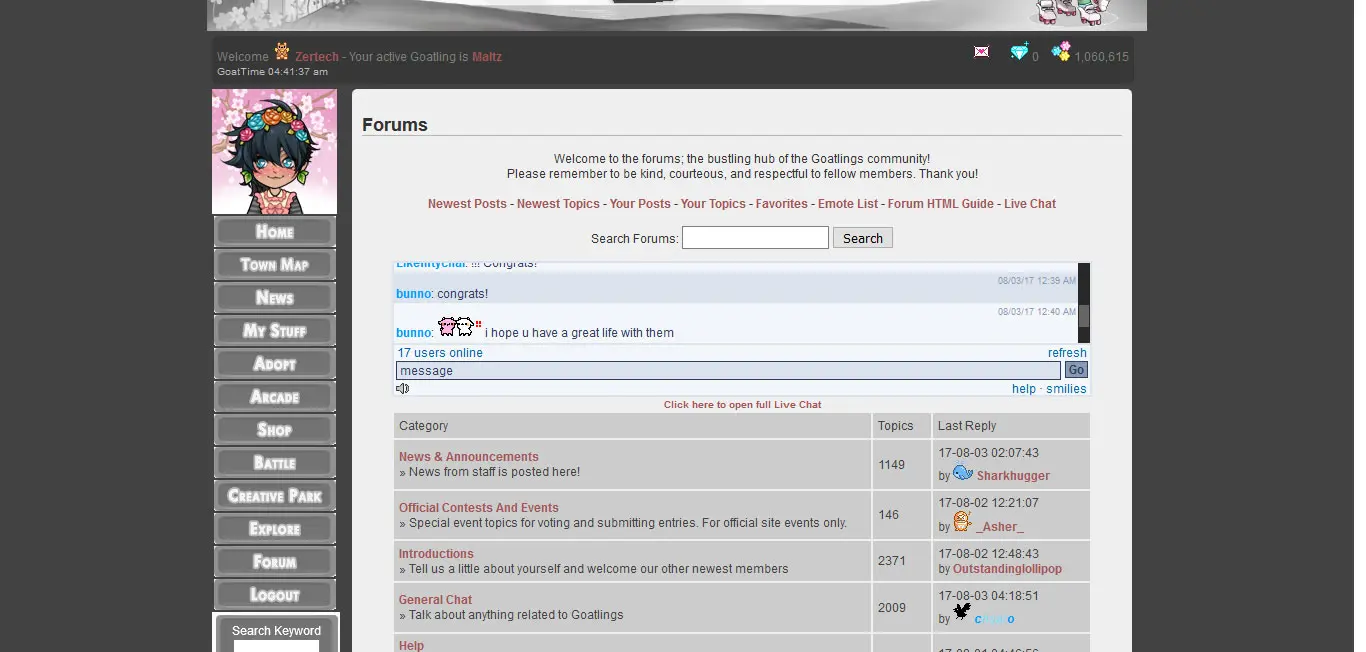 Welcome Zertech - Your active Goatling is Maltz
0 1,060,615
GoatTime 04:41:37 am
Home
Town Map
News
My Stuff
Adopt
Arcade
Shop
Battle
Creative Park
Explore
Forum
Logout
Search Keyword
Forums
Welcome to the forums; the bustling hub of the Goatlings community!
Please remember to be kind, courteous, and respectful to fellow members. Thank you!
Newest Posts - Newest Topics - Your Posts - Your Topics - Favorites - Emote List - Forum HTML Guide - Live Chat
Search Forums: Search
!!! Congrats!
08/03/17 12:39 AM
bunno: congrats!
08/03/17 12:40 AM
bunno: i hope u have a great life with them
17 users online refresh
message Go
help · smilies
Click here to open full Live Chat
Category Topics Last Reply
News & Announcements
» News from staff is posted here!
1149
17-08-03 02:07:43
by Sharkhugger
Official Contests And Events
» Special event topics for voting and submitting entries. For official site events only.
146
17-08-02 12:21:07
by _Asher_
Introductions
» Tell us a little about yourself and welcome our other newest members
2371
17-08-02 12:48:43
by Outstandinglollipop
General Chat
» Talk about anything related to Goatlings
2009
17-08-03 04:18:51
by
Help